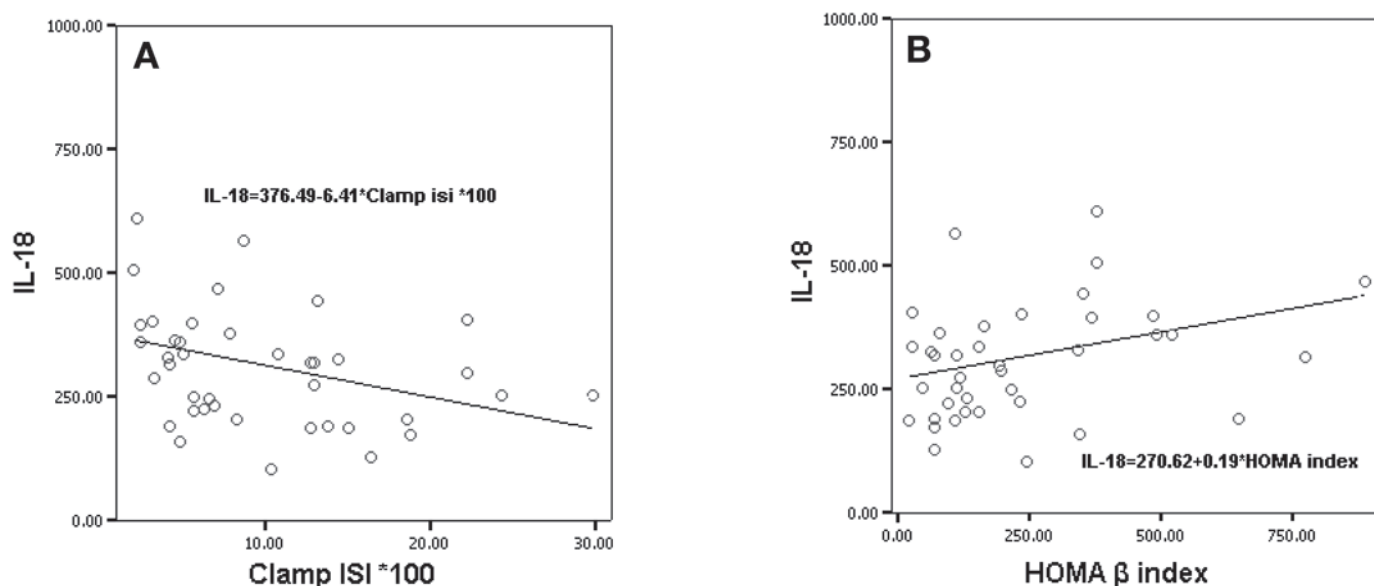 A
1000.00
750.00
500.00
250.00
0.00
IL-18
IL-18=376.49-6.41*Clamp isi *100
10.00 20.00 30.00
Clamp ISI *100
B
1000.00
750.00
500.00
250.00
0.00
IL-18
IL-18=270.62+0.19*HOMA index
0.00 250.00 500.00 750.00
HOMA β index